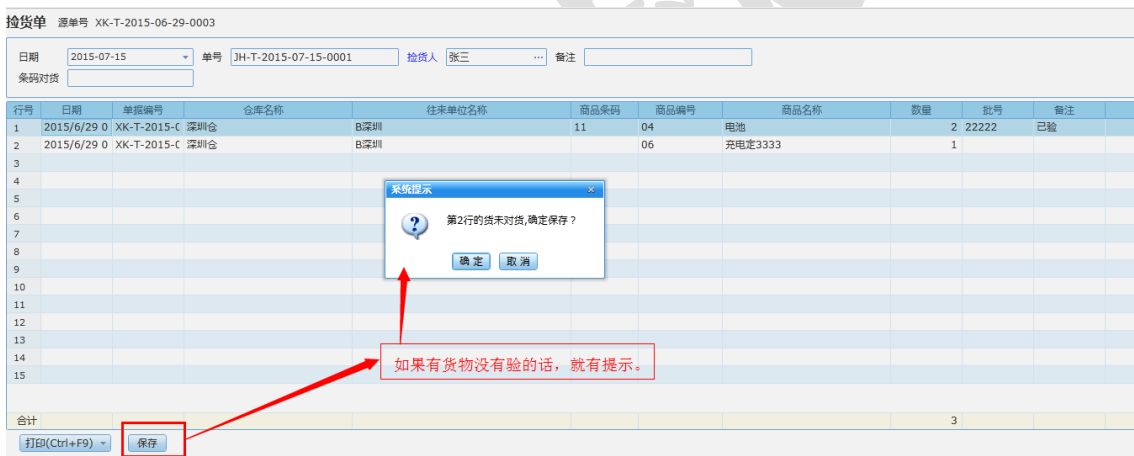 捡货单 源单号 XK-T-2015-06-29-0003
日期 2015-07-15 单号 JH-T-2015-07-15-0001 捡货人 张三 ... 备注
条码对货
行号 日期 单据编号 仓库名称 往来单位名称 商品条码 商品编号 商品名称 数量 批号 备注
1 2015/6/29 0 XK-T-2015-0 深圳仓 B深圳 11 04 电池 2 22222 已验
2 2015/6/29 0 XK-T-2015-0 深圳仓 B深圳 06 充电定3333 1
3
4
系统提示 ×
5
6
第2行的货未对货,确定保存？
7
8
确定 取消
9
10
11
12
13
14
如果有货物没有验的话，就有提示。
15
合计 3
打印(Ctrl+F9) 保存